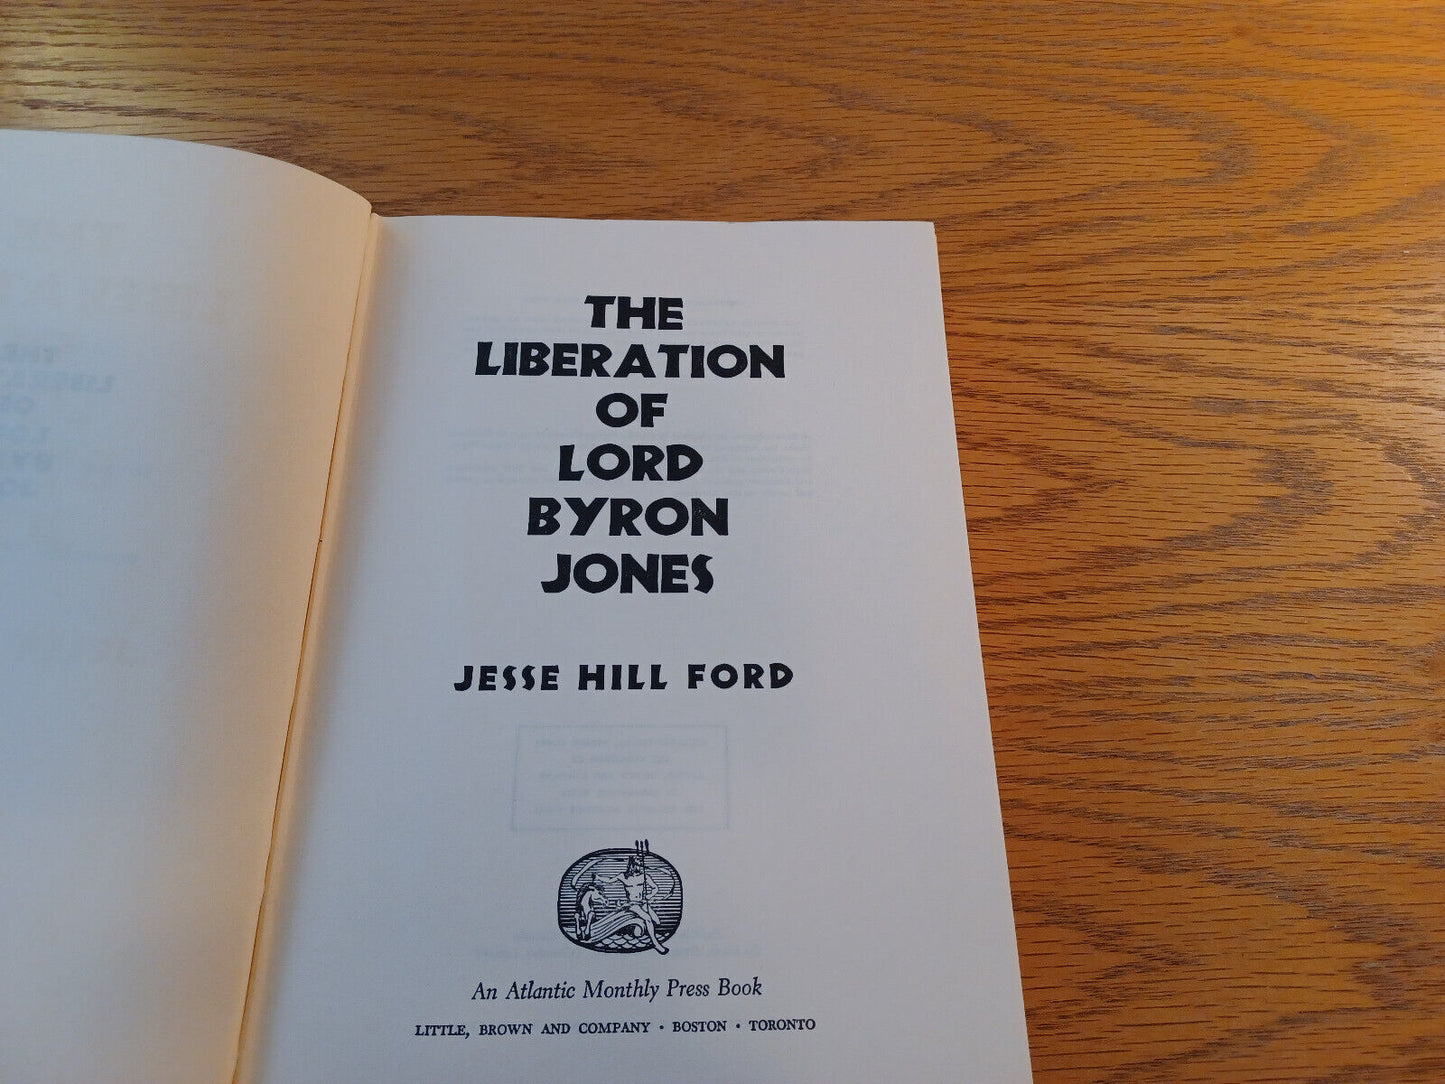 THE
LIBERATION
OF
LORD
BYRON
JONES
JESSE HILL FORD
An Atlantic Monthly Press Book
LITTLE, BROWN AND COMPANY • BOSTON • TORONTO